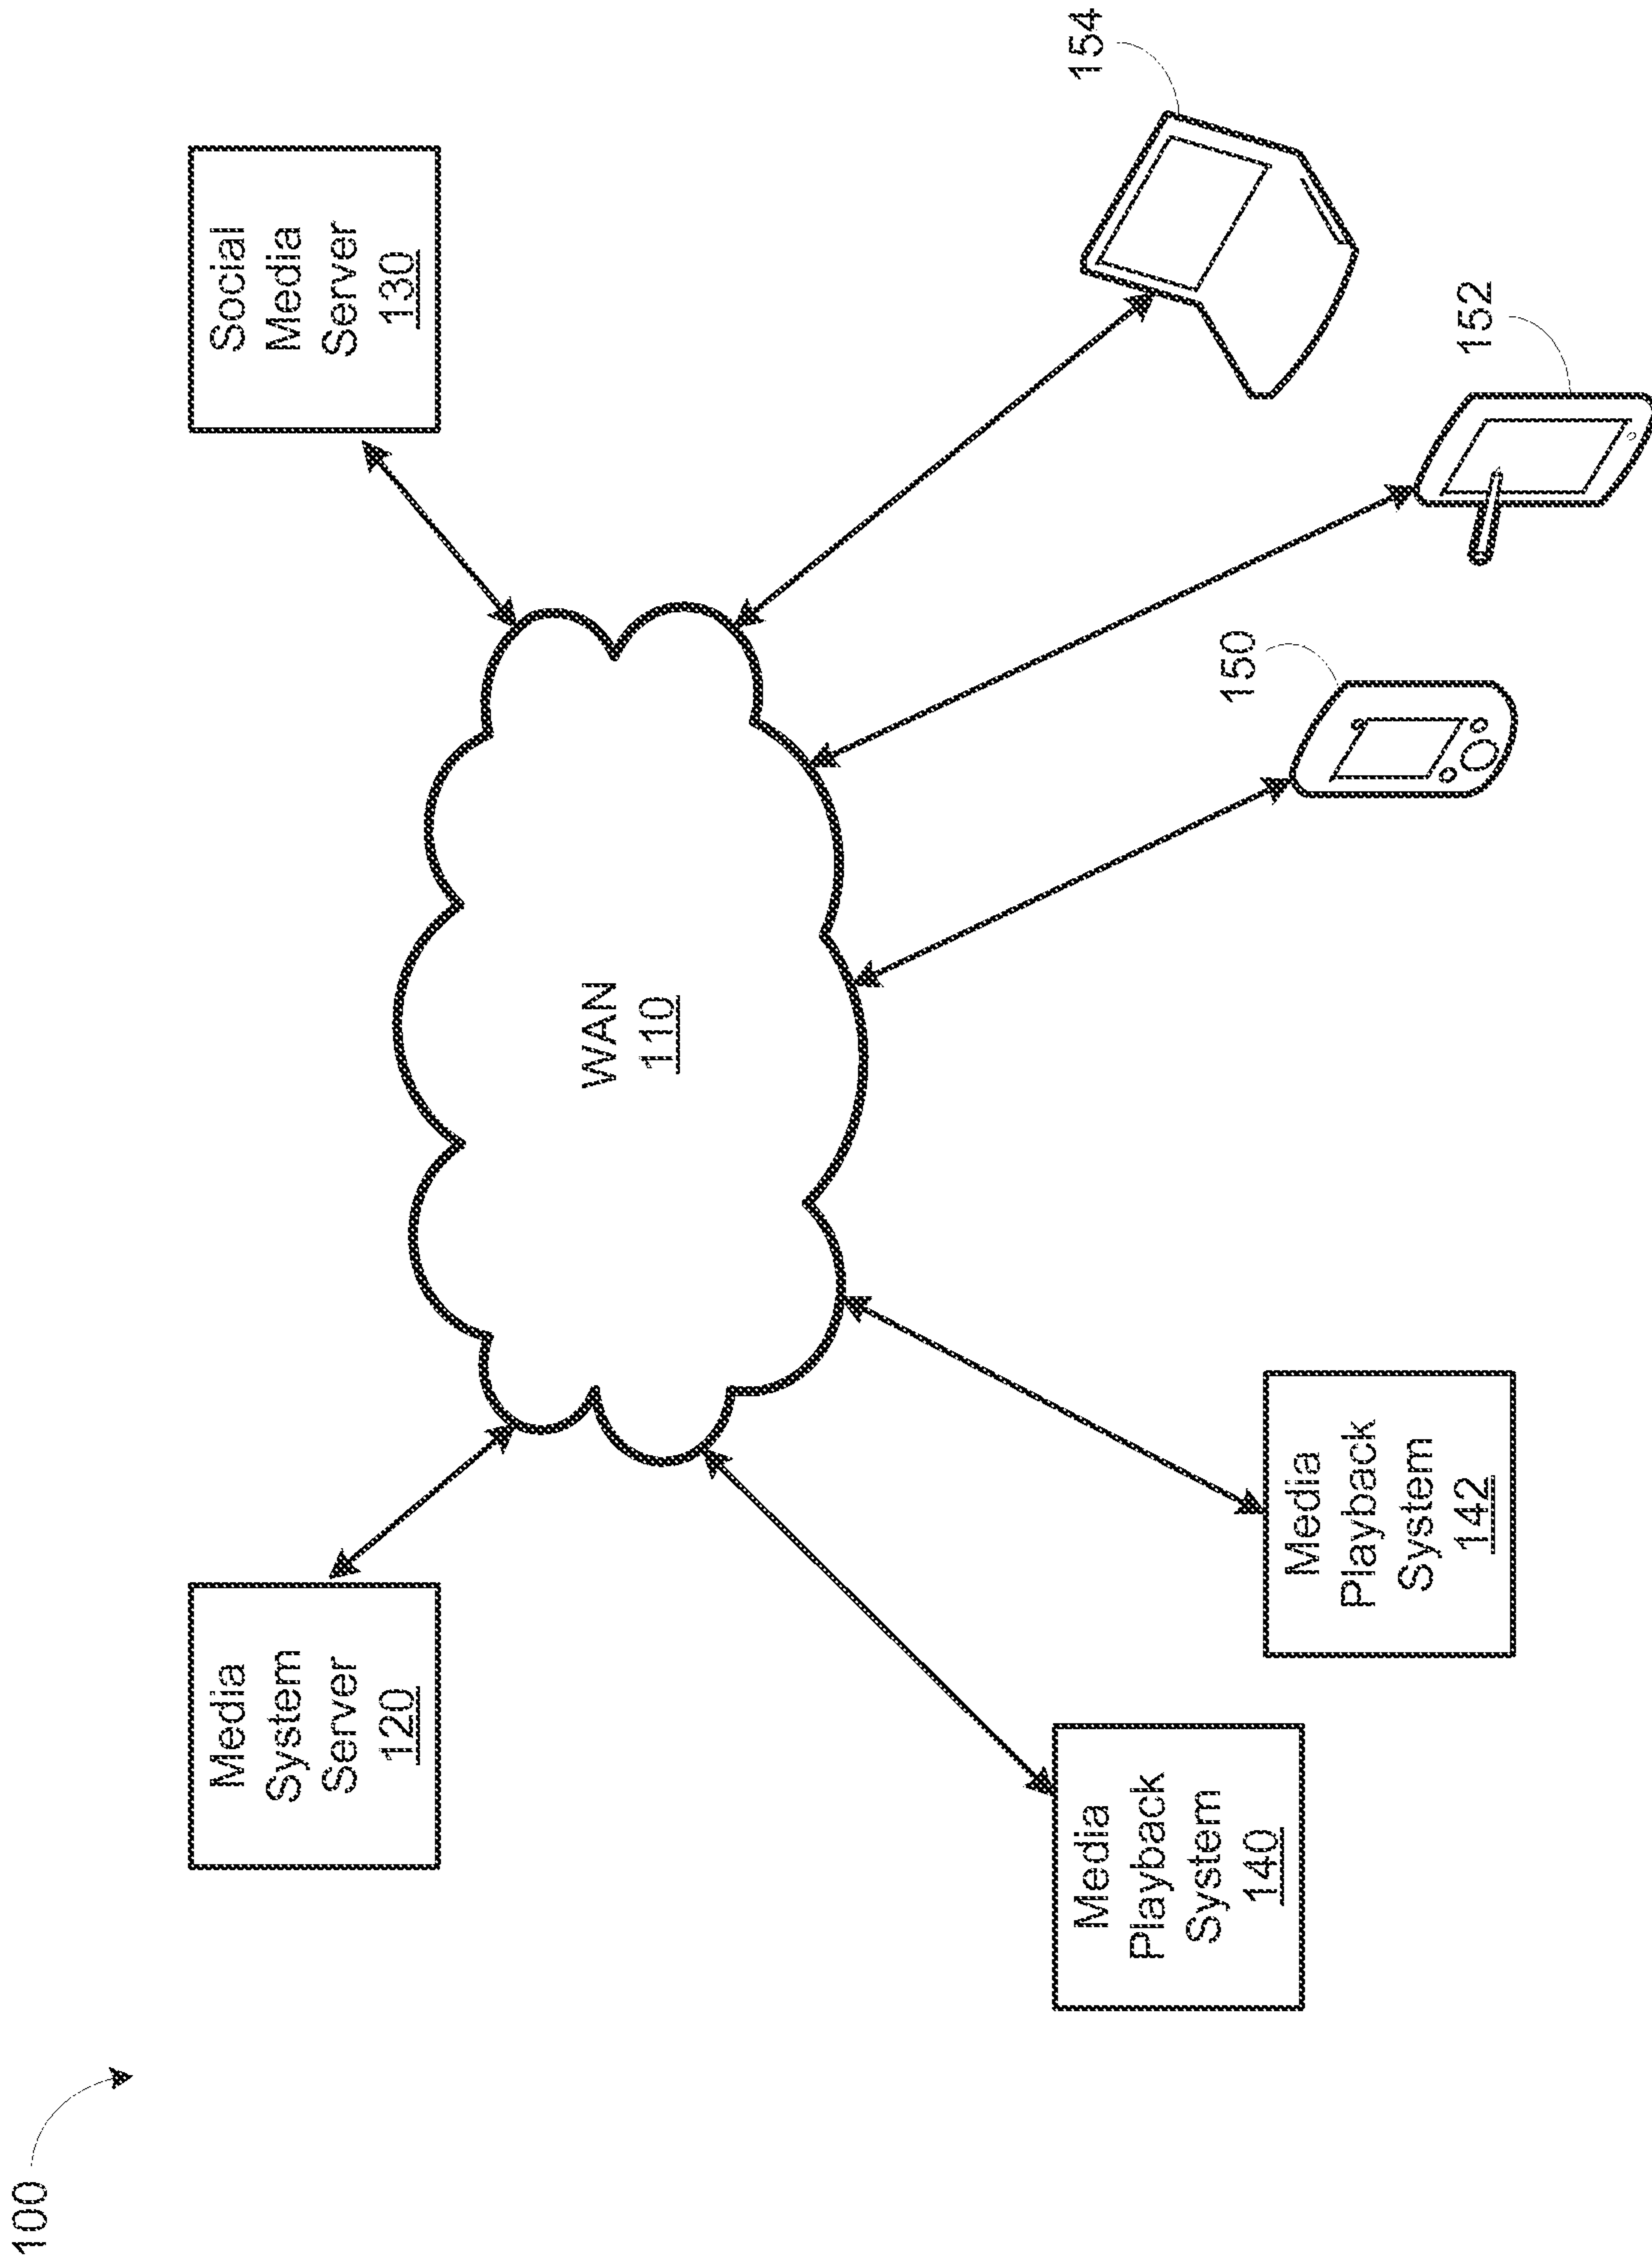 100
Media
System
Server
120
Social
Media
Server
130
WAN
110
Media
Playback
System
140
Media
Playback
System
142
150
152
154